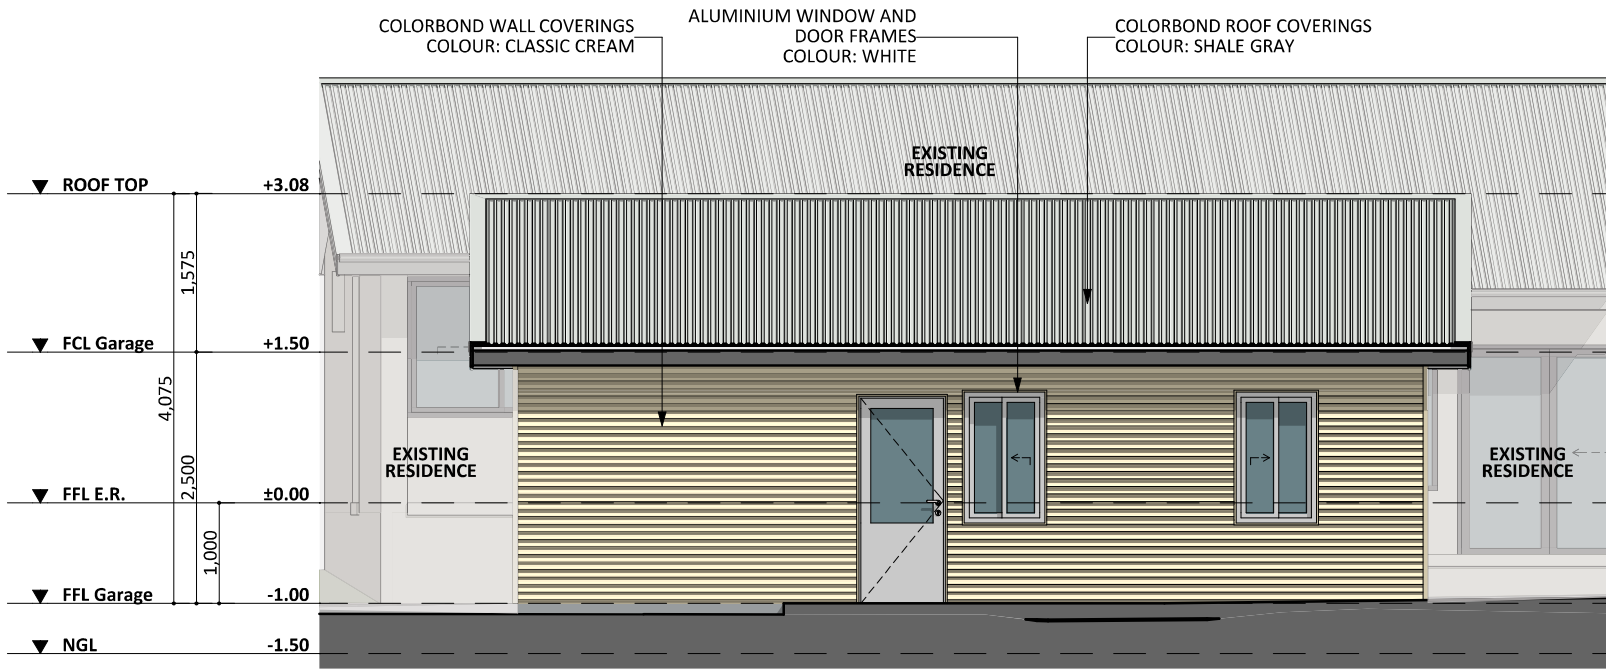 COLORBOND WALL COVERINGS
COLOUR: CLASSIC CREAM
ALUMINIUM WINDOW AND
DOOR FRAMES
COLOUR: WHITE
COLORBOND ROOF COVERINGS
COLOUR: SHALE GRAY
EXISTING
RESIDENCE
ROOF TOP +3.08
1,575
FCL Garage +1.50
4,075
2,500
EXISTING
RESIDENCE
EXISTING
RESIDENCE
FFL E.R. ±0.00
1,000
FFL Garage -1.00
NGL -1.50